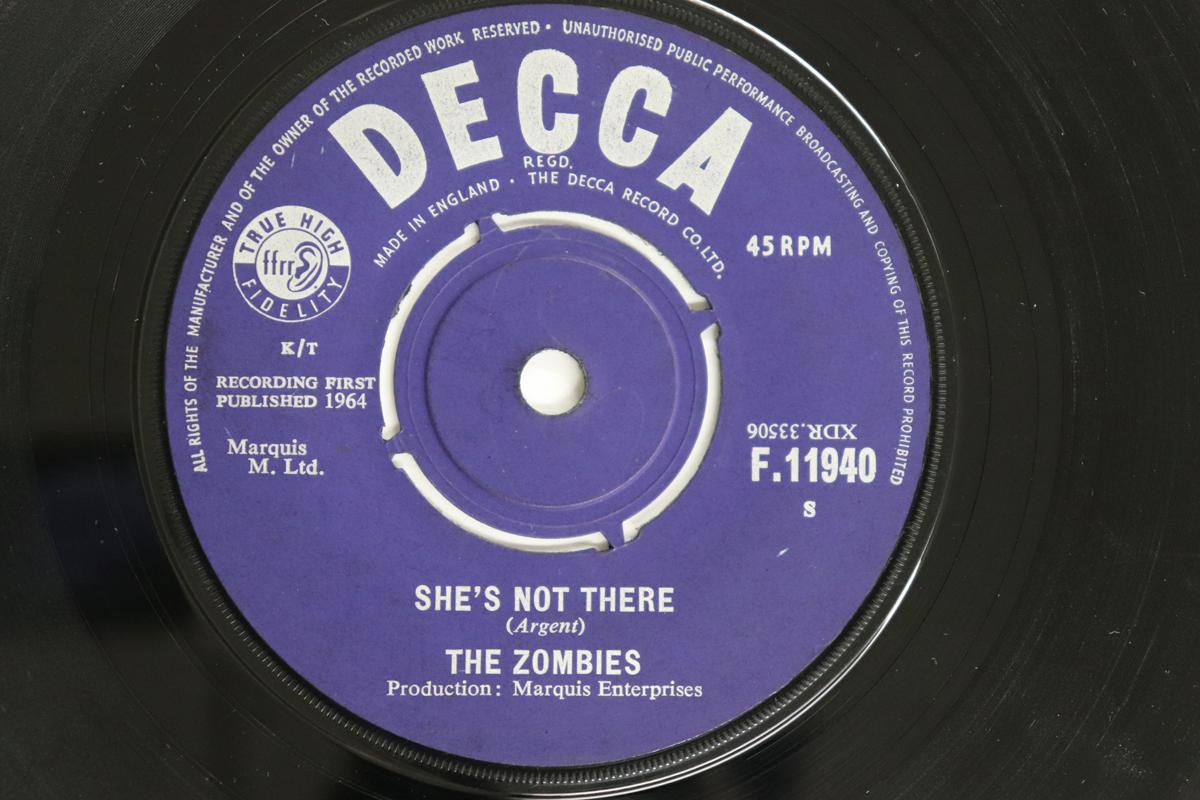 ALL RIGHTS OF THE MANUFACTURER AND OF THE OWNER OF THE RECORDED WORK RESERVED • UNAUTHORISED PUBLIC PERFORMANCE BROADCASTING AND COPYING OF THIS RECORD PROHIBITED
DECCA
REGD.
MADE IN ENGLAND • THE DECCA RECORD CO. LTD.
TRUE HIGH
ffrr
FIDELITY
45 RPM
K/T
RECORDING FIRST
PUBLISHED 1964
Marquis
M. Ltd.
XDR.33506
F.11940
S
SHE'S NOT THERE
(Argent)
THE ZOMBIES
Production: Marquis Enterprises